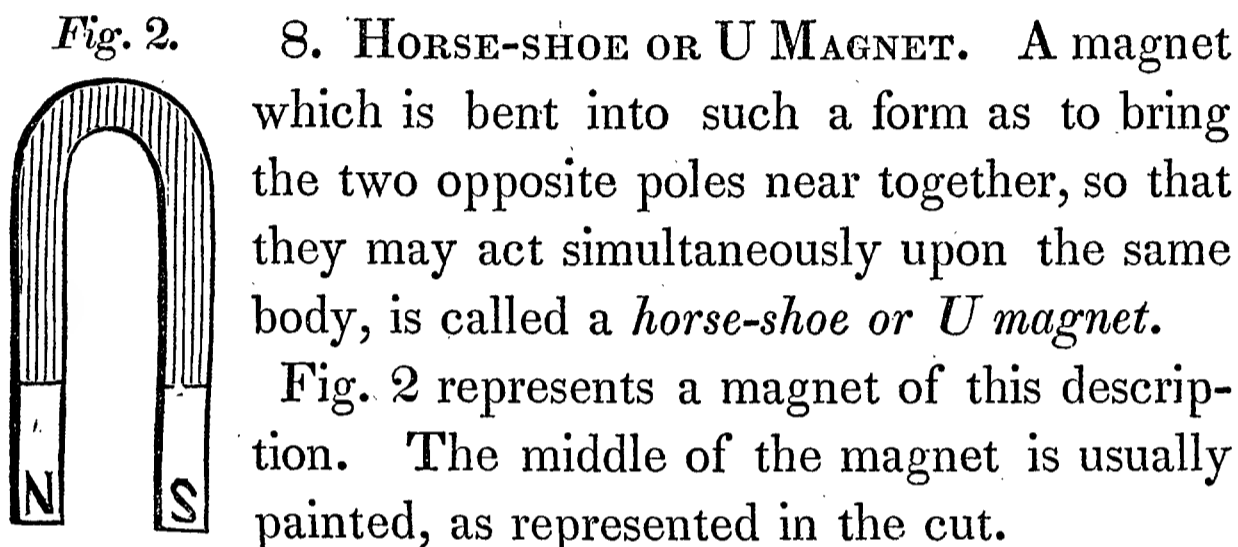 Fig. 2.
8. HORSE-SHOE OR U MAGNET. A magnet
which is bent into such a form as to bring
the two opposite poles near together, so that
they may act simultaneously upon the same
body, is called a horse-shoe or U magnet.
Fig. 2 represents a magnet of this descrip-
tion. The middle of the magnet is usually
painted, as represented in the cut.
N S